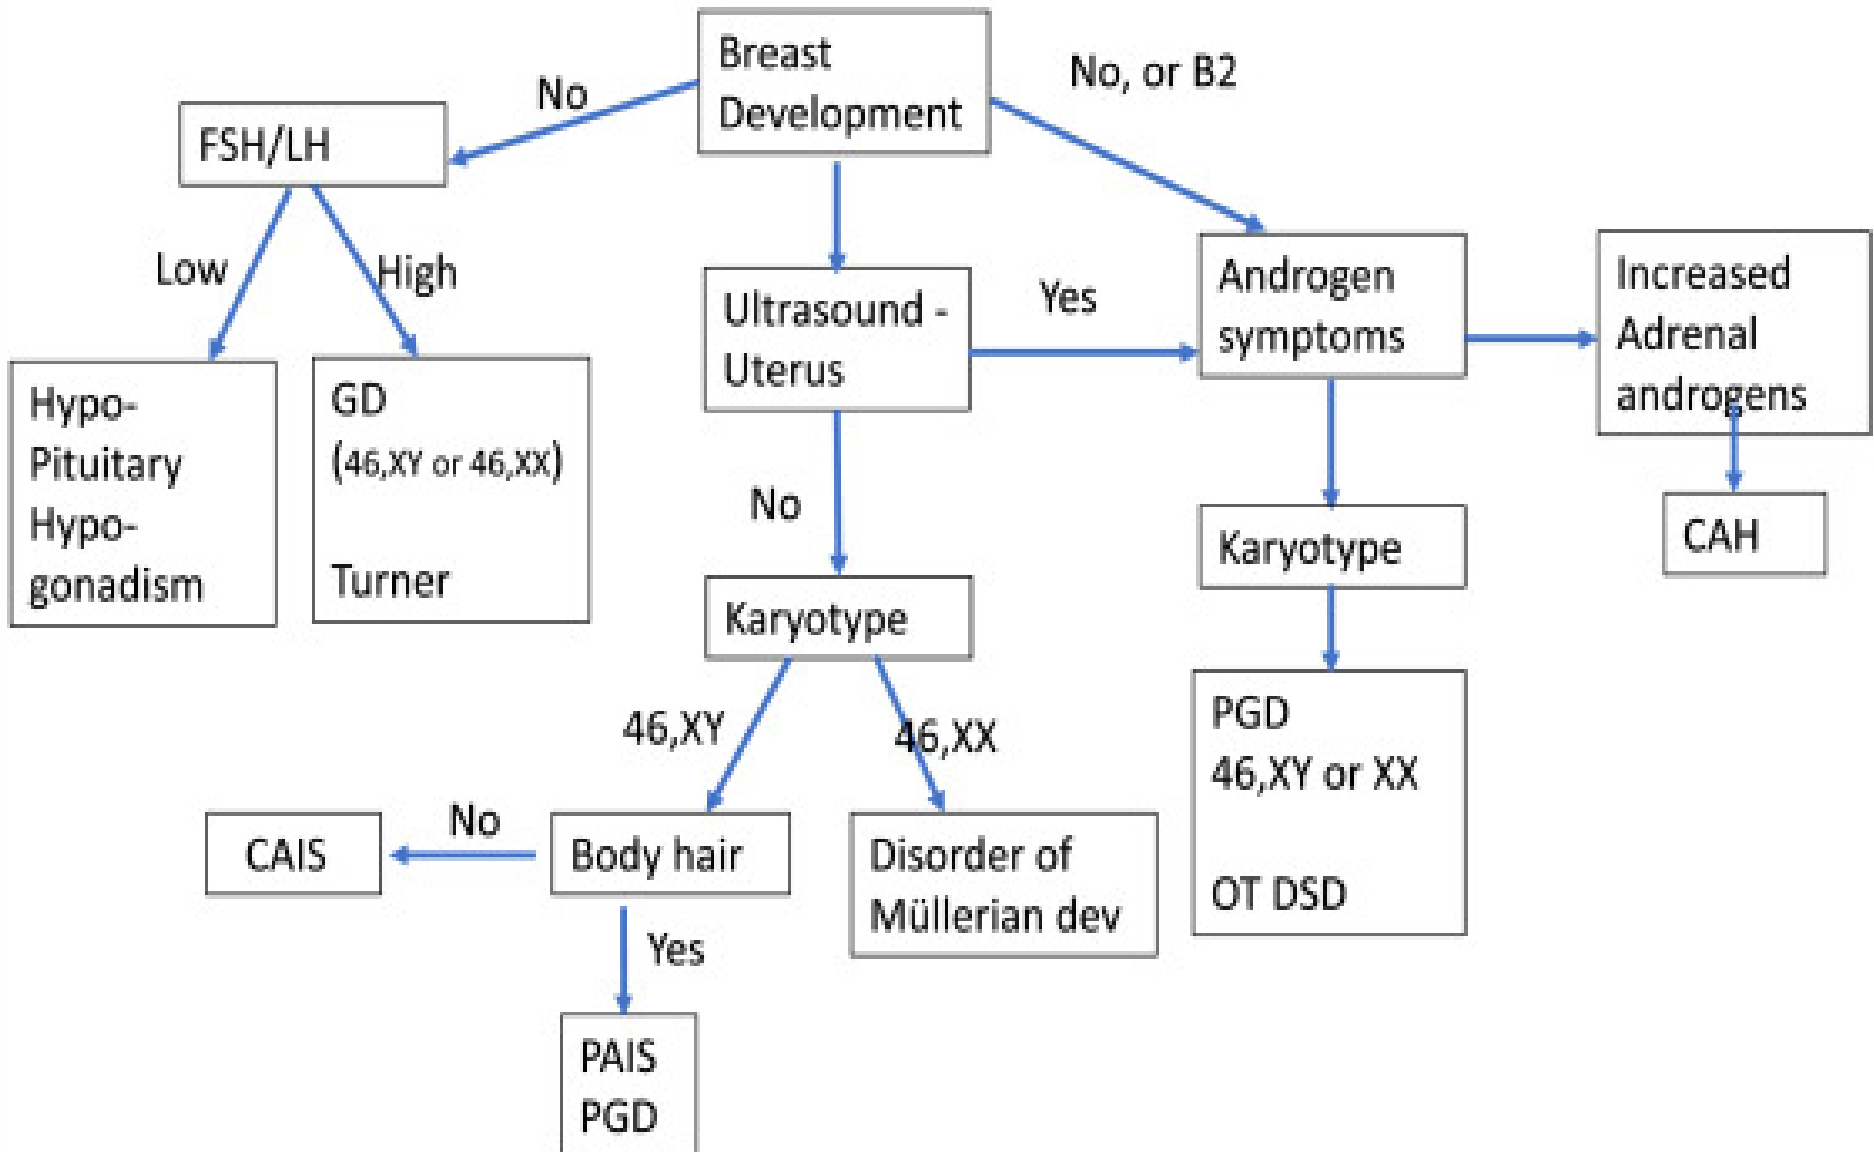 Breast
Development
No
No, or B2
FSH/LH
Low
High
Hypo-
Pituitary
Hypo-
gonadism
GD
(46,XY or 46,XX)
Turner
Ultrasound -
Uterus
Yes
Androgen
symptoms
Increased
Adrenal
androgens
CAH
No
Karyotype
Karyotype
46,XY
46,XX
PGD
46,XY or XX
OT DSD
CAIS
No
Body hair
Disorder of
Müllerian dev
Yes
PAIS
PGD